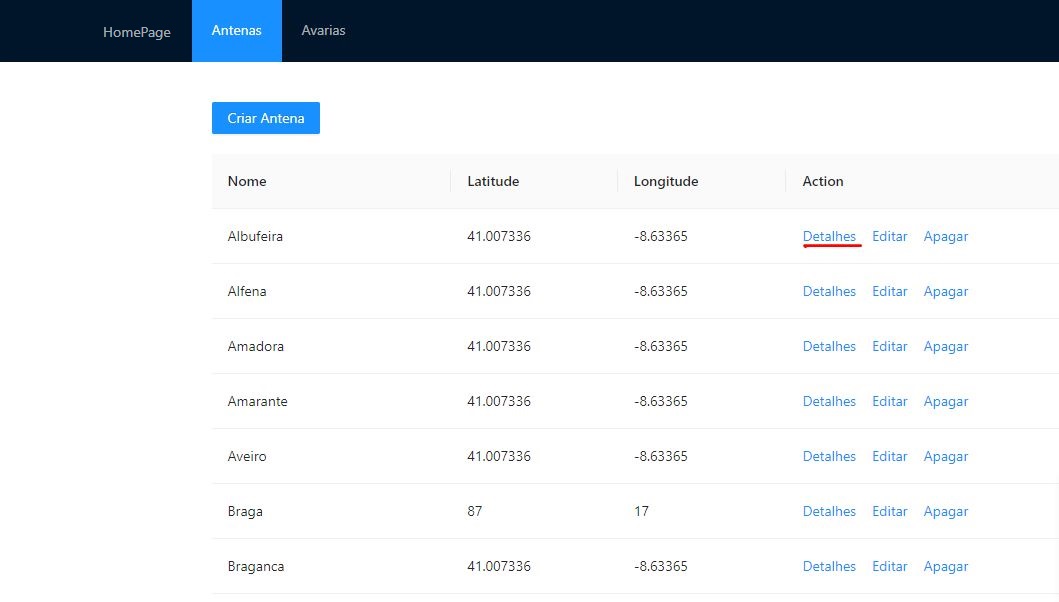 HomePage Antenas Avarias
Criar Antena
Nome Latitude Longitude Action
Albufeira 41.007336 -8.63365 Detalhes Editar Apagar
Alfena 41.007336 -8.63365 Detalhes Editar Apagar
Amadora 41.007336 -8.63365 Detalhes Editar Apagar
Amarante 41.007336 -8.63365 Detalhes Editar Apagar
Aveiro 41.007336 -8.63365 Detalhes Editar Apagar
Braga 87 17 Detalhes Editar Apagar
Braganca 41.007336 -8.63365 Detalhes Editar Apagar